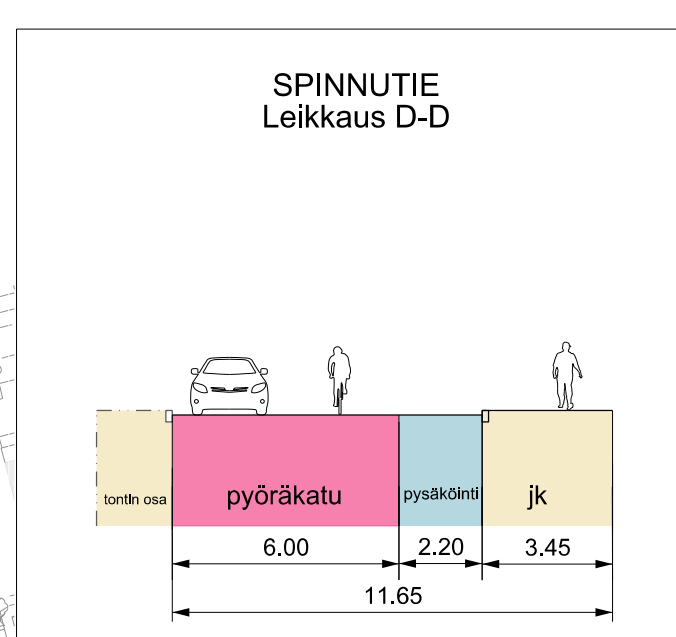 SPINNUTIE
Leikkaus D-D
tontin osa
pyöräkatu
pysäköinti
jk
6.00
2.20
3.45
11.65